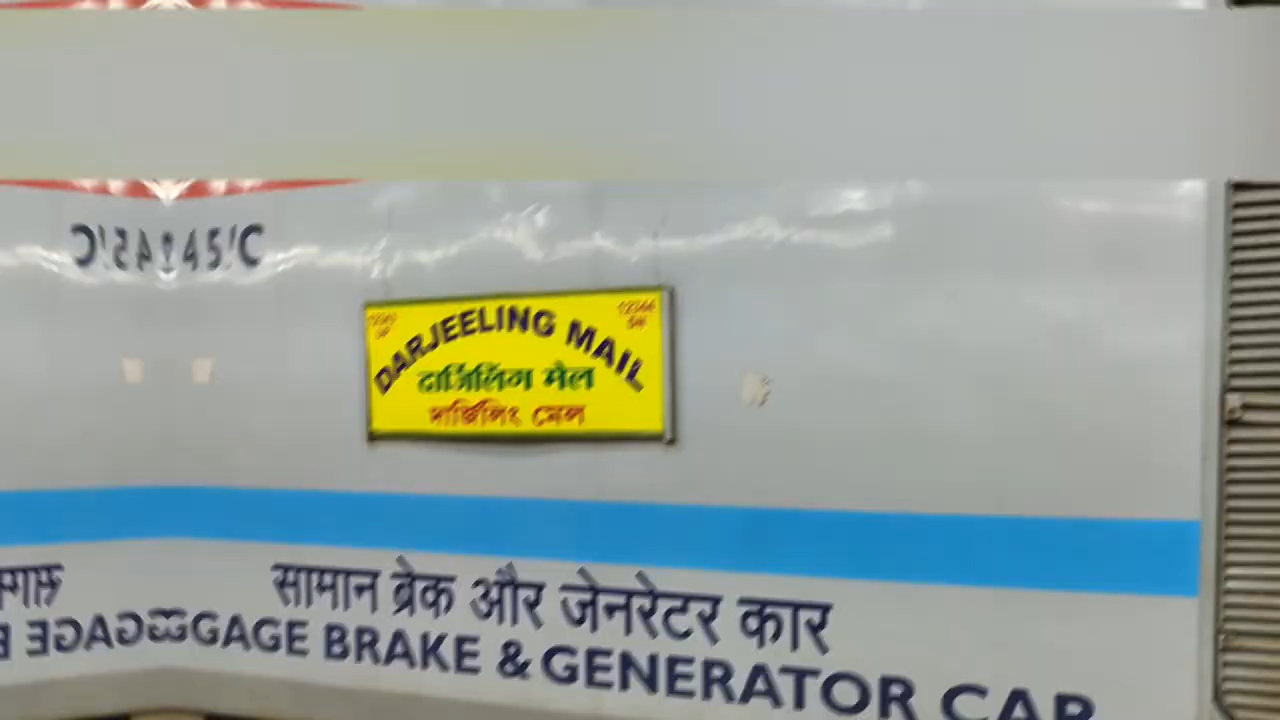 DARJEELING MAIL
दार्जिलिंग मेल
দার্জিলিং মেল
सामान ब्रेक और जेनरेटर कार
GAGE BRAKE & GENERATOR CAR